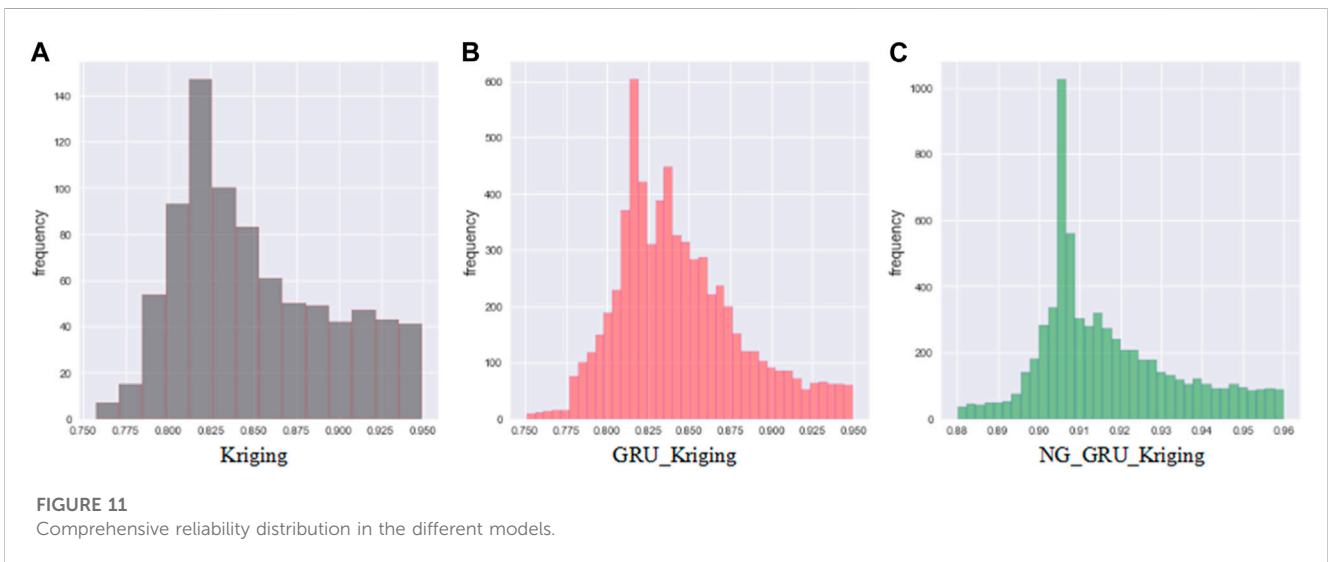 A
B
C
140
120
100
80
60
40
20
0
frequency
0.750 0.775 0.800 0.825 0.850 0.875 0.900 0.925 0.950
Kriging
600
500
400
300
200
100
0
frequency
0.750 0.775 0.800 0.825 0.850 0.875 0.900 0.925 0.950
GRU_Kriging
1000
800
600
400
200
0
frequency
0.88 0.89 0.90 0.91 0.92 0.93 0.94 0.95 0.96
NG_GRU_Kriging
FIGURE 11
Comprehensive reliability distribution in the different models.